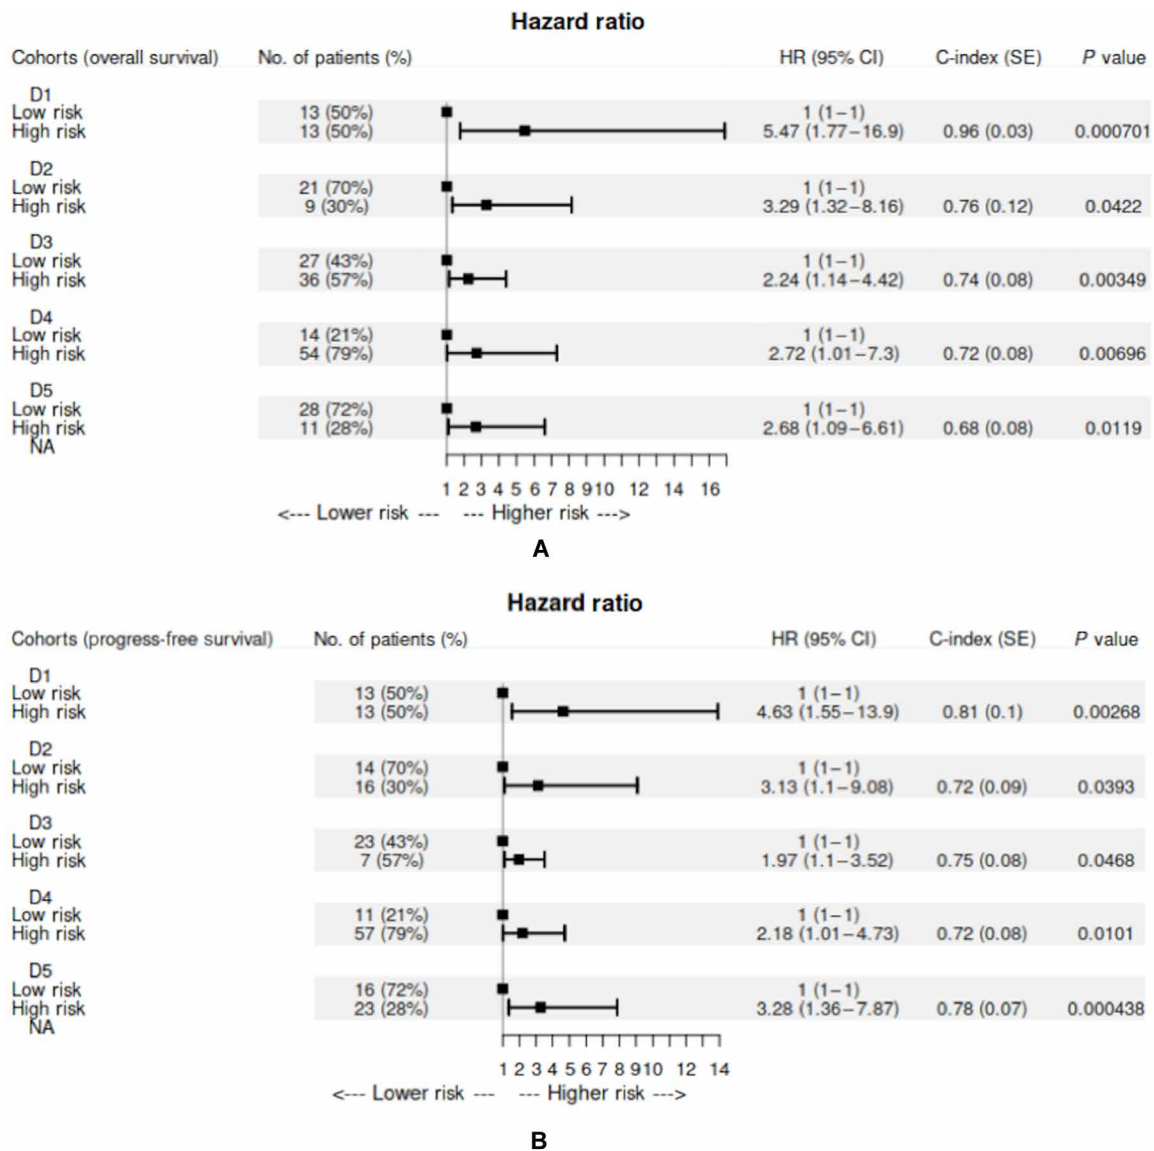 Hazard ratio
Cohorts (overall survival) No. of patients (%) HR (95% CI) C-index (SE) P value
D1
Low risk 13 (50%) 1 (1−1)
High risk 13 (50%) 5.47 (1.77−16.9) 0.96 (0.03) 0.000701
D2
Low risk 21 (70%) 1 (1−1)
High risk 9 (30%) 3.29 (1.32−8.16) 0.76 (0.12) 0.0422
D3
Low risk 27 (43%) 1 (1−1)
High risk 36 (57%) 2.24 (1.14−4.42) 0.74 (0.08) 0.00349
D4
Low risk 14 (21%) 1 (1−1)
High risk 54 (79%) 2.72 (1.01−7.3) 0.72 (0.08) 0.00696
D5
Low risk 28 (72%) 1 (1−1)
High risk 11 (28%) 2.68 (1.09−6.61) 0.68 (0.08) 0.0119
NA
1 2 3 4 5 6 7 8 9 10 12 14 16
<--- Lower risk --- --- Higher risk --->
A
Hazard ratio
Cohorts (progress-free survival) No. of patients (%) HR (95% CI) C-index (SE) P value
D1
Low risk 13 (50%) 1 (1−1)
High risk 13 (50%) 4.63 (1.55−13.9) 0.81 (0.1) 0.00268
D2
Low risk 14 (70%) 1 (1−1)
High risk 16 (30%) 3.13 (1.1−9.08) 0.72 (0.09) 0.0393
D3
Low risk 23 (43%) 1 (1−1)
High risk 7 (57%) 1.97 (1.1−3.52) 0.75 (0.08) 0.0468
D4
Low risk 11 (21%) 1 (1−1)
High risk 57 (79%) 2.18 (1.01−4.73) 0.72 (0.08) 0.0101
D5
Low risk 16 (72%) 1 (1−1)
High risk 23 (28%) 3.28 (1.36−7.87) 0.78 (0.07) 0.000438
NA
1 2 3 4 5 6 7 8 9 10 12 14
<--- Lower risk --- --- Higher risk --->
B